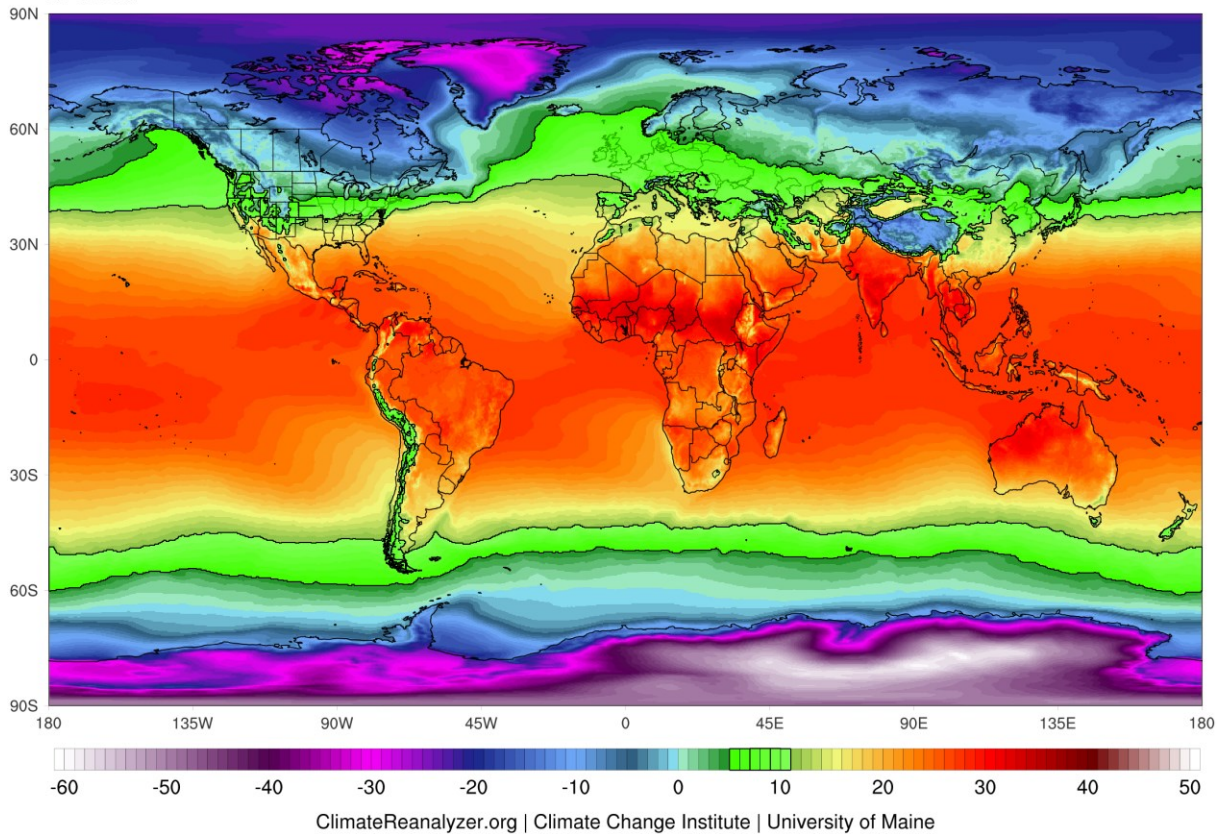 90N
60N
30N
0
30S
60S
90S
180 135W 90W 45W 0 45E 90E 135E 180
-60 -50 -40 -30 -20 -10 0 10 20 30 40 50
ClimateReanalyzer.org | Climate Change Institute | University of Maine